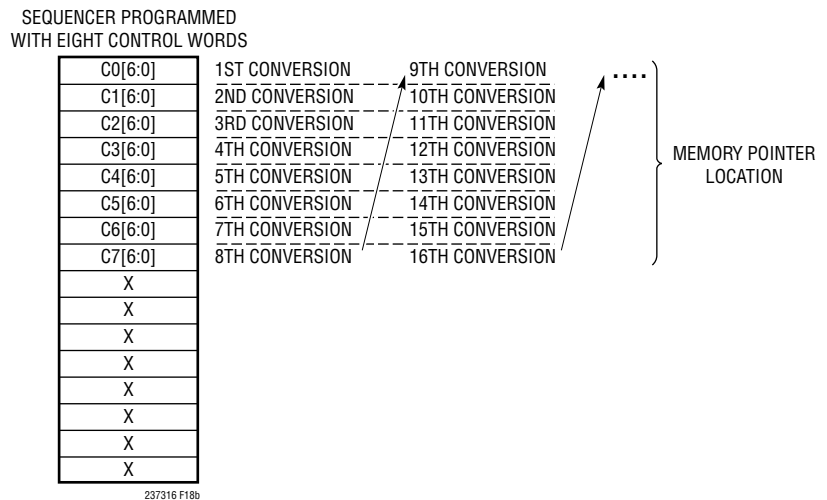 SEQUENCER PROGRAMMED
WITH EIGHT CONTROL WORDS
C0[6:0] 1ST CONVERSION 9TH CONVERSION ....
C1[6:0] 2ND CONVERSION 10TH CONVERSION
C2[6:0] 3RD CONVERSION 11TH CONVERSION
C3[6:0] 4TH CONVERSION 12TH CONVERSION
C4[6:0] 5TH CONVERSION 13TH CONVERSION
C5[6:0] 6TH CONVERSION 14TH CONVERSION
C6[6:0] 7TH CONVERSION 15TH CONVERSION
C7[6:0] 8TH CONVERSION 16TH CONVERSION
MEMORY POINTER
LOCATION
X
X
X
X
X
X
X
X
237316 F18b